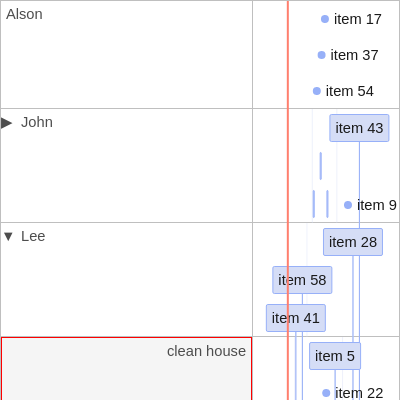 Alson
item 17
item 37
item 54
▶ John
item 43
item 9
▼ Lee
item 28
item 58
item 41
clean house
item 5
item 22